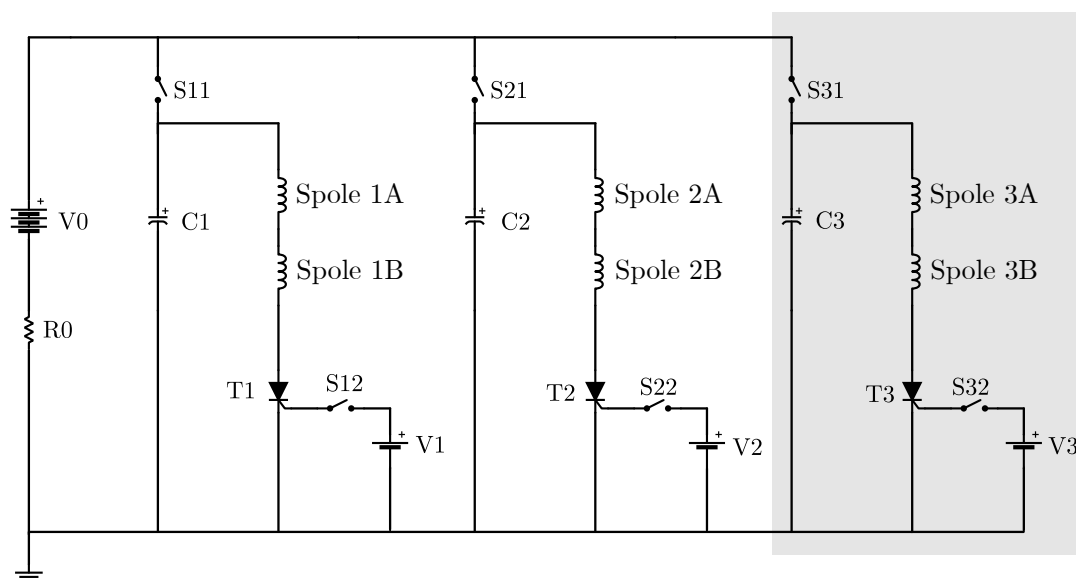 S11
S21
S31
Spole 1A
Spole 2A
Spole 3A
V0
C1
C2
C3
Spole 1B
Spole 2B
Spole 3B
R0
T1
S12
T2
S22
T3
S32
V1
V2
V3